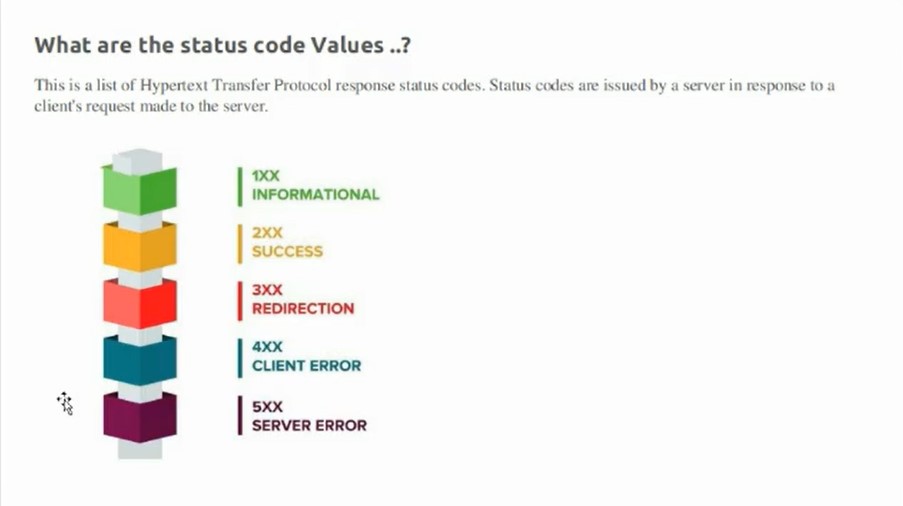 What are the status code Values ..?
This is a list of Hypertext Transfer Protocol response status codes. Status codes are issued by a server in response to a
client's request made to the server.
1XX
INFORMATIONAL
2XX
SUCCESS
3XX
REDIRECTION
4XX
CLIENT ERROR
5XX
SERVER ERROR